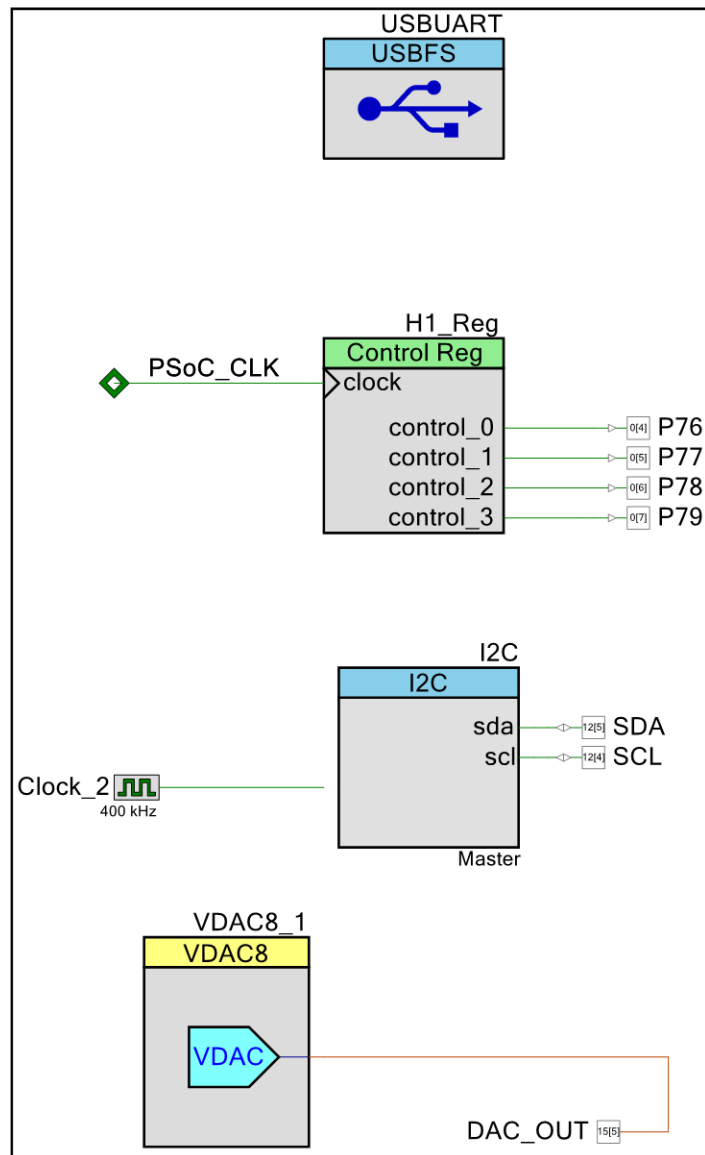 USBUART
USBFS
H1_Reg
Control Reg
PSoC_CLK
clock
control_0 0[4] P76
control_1 0[5] P77
control_2 0[6] P78
control_3 0[7] P79
I2C
I2C
sda 12[5] SDA
scl 12[4] SCL
Clock_2
400 kHz
Master
VDAC8_1
VDAC8
VDAC
DAC_OUT 15[5]